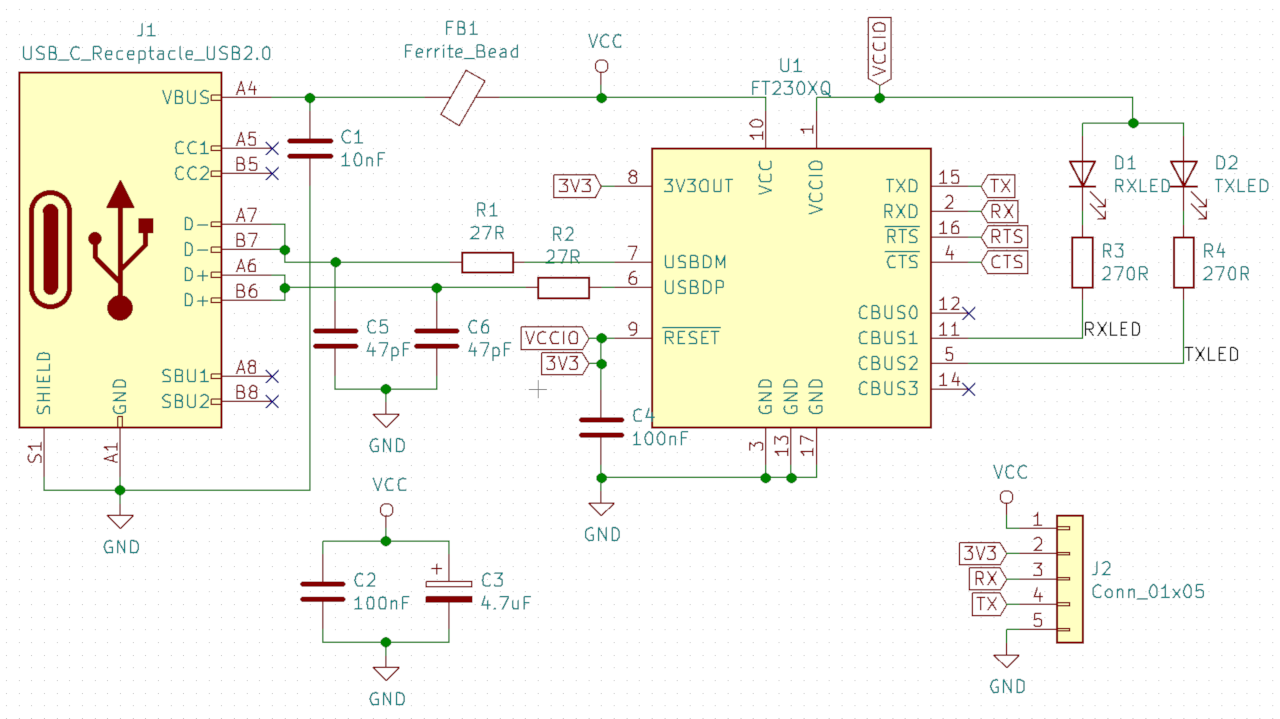 J1
USB_C_Receptacle_USB2.0
VBUS
A4
CC1
A5
CC2
B5
D-
A7
D-
B7
D+
A6
D+
B6
SBU1
A8
SBU2
B8
SHIELD
GND
S1
A1
GND
C1
10nF
FB1
Ferrite_Bead
VCC
R1
27R
R2
27R
C5
47pF
C6
47pF
GND
VCCIO
3V3
C4
100nF
GND
3V3
U1
FT230XQ
10
1
VCC
VCCIO
8
3V3OUT
7
USBDM
6
USBDP
9
RESET
TXD
15
TX
RXD
2
RX
RTS
16
RTS
CTS
4
CTS
CBUS0
12
CBUS1
11
CBUS2
5
CBUS3
14
GND
GND
GND
3
13
17
VCCIO
D1
RXLED
D2
TXLED
R3
270R
R4
270R
RXLED
TXLED
VCC
C2
100nF
+
C3
4.7uF
GND
VCC
1
3V3
2
RX
3
TX
4
5
J2
Conn_01x05
GND